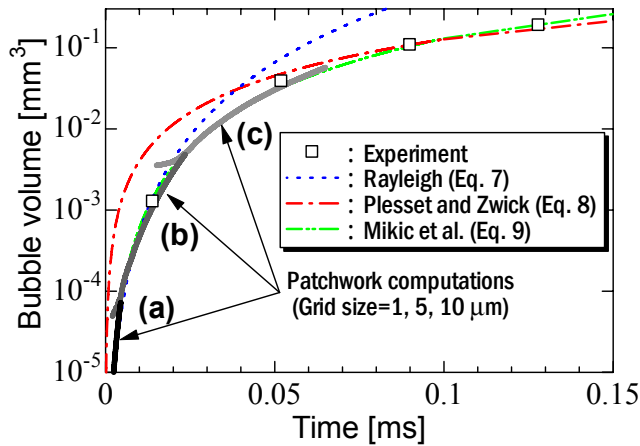 Bubble volume [mm³]
10⁻¹
10⁻²
10⁻³
10⁻⁴
10⁻⁵
(c)
(b)
(a)
: Experiment
: Rayleigh (Eq. 7)
: Plesset and Zwick (Eq. 8)
: Mikic et al. (Eq. 9)
Patchwork computations
(Grid size=1, 5, 10 μm)
0 0.05 0.1 0.15
Time [ms]